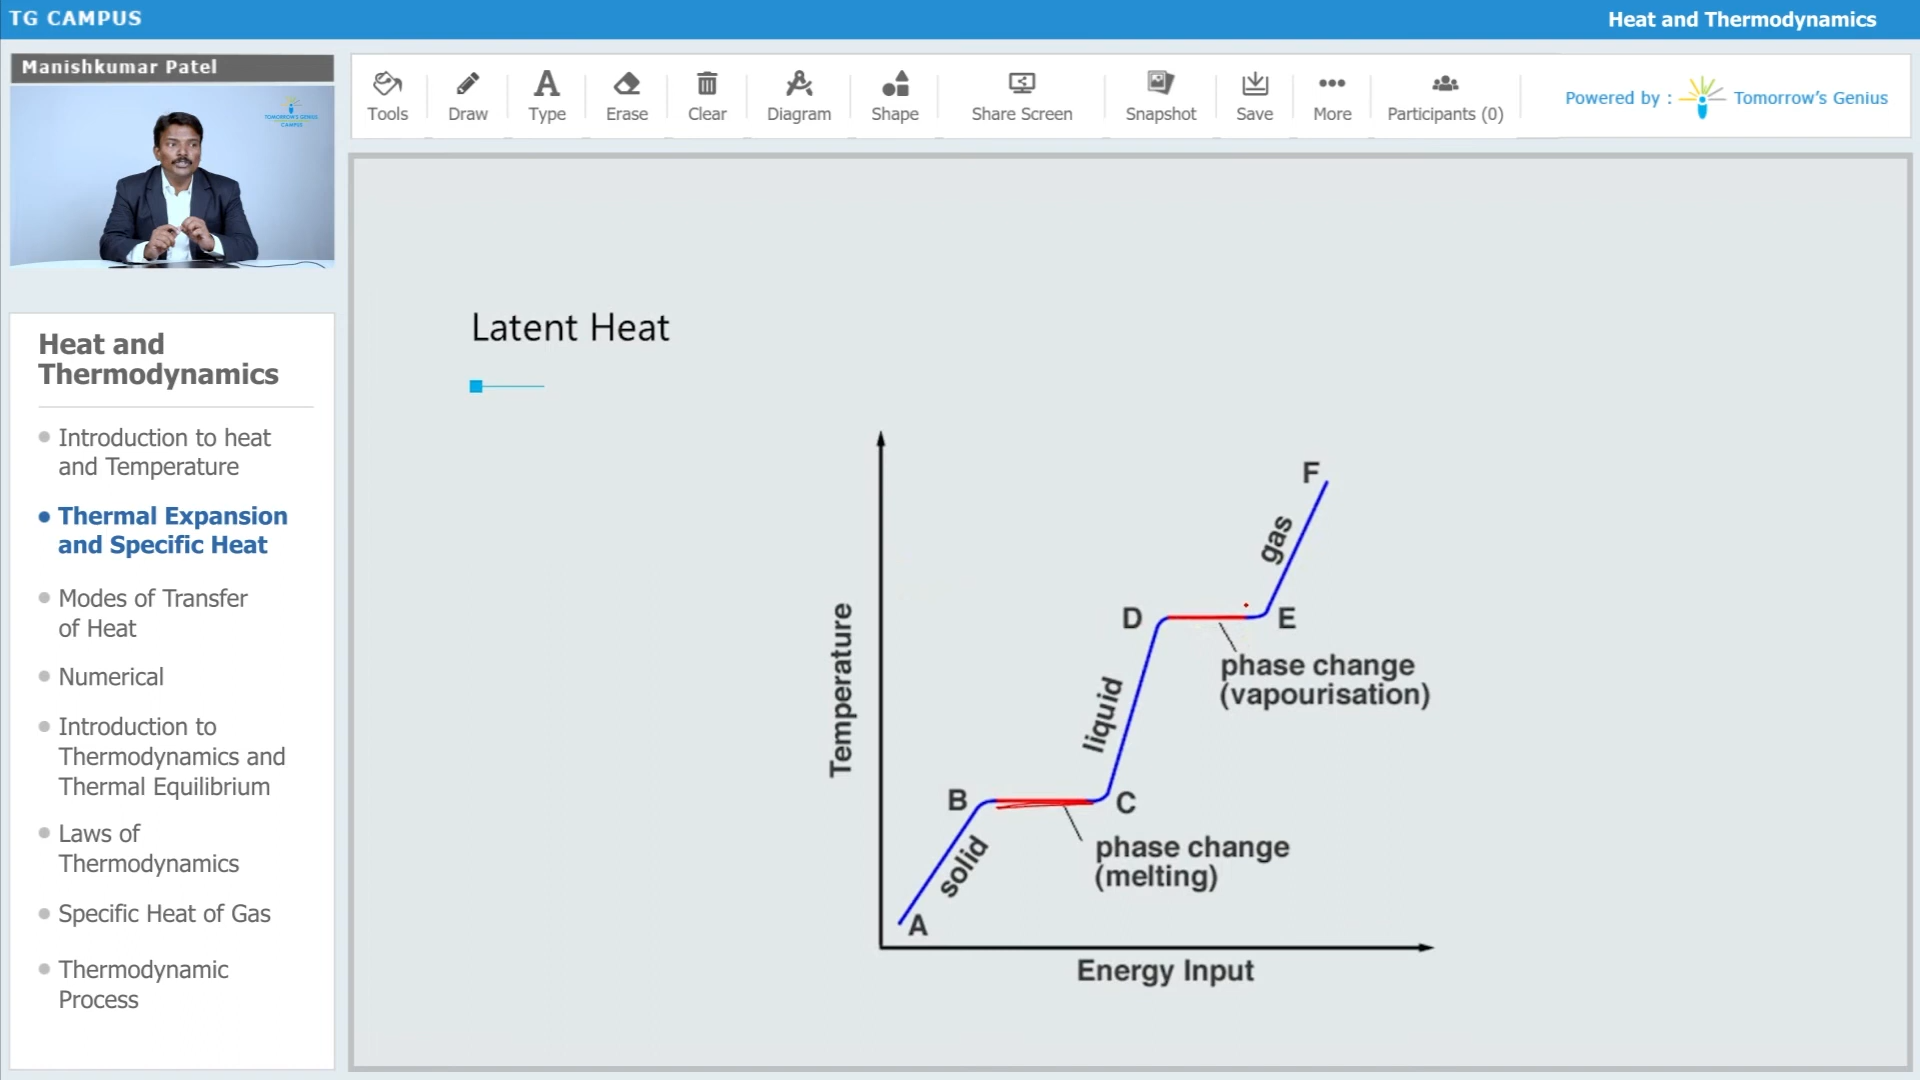 TG CAMPUS
Heat and Thermodynamics
Manishkumar Patel
TOMORROW'S GENIUS
CAMPUS
Tools
Draw
Type
Erase
Clear
Diagram
Shape
Share Screen
Snapshot
Save
More
Participants (0)
Powered by :
Tomorrow's Genius
Heat and
Thermodynamics
Introduction to heat
and Temperature
Thermal Expansion
and Specific Heat
Modes of Transfer
of Heat
Numerical
Introduction to
Thermodynamics and
Thermal Equilibrium
Laws of
Thermodynamics
Specific Heat of Gas
Thermodynamic
Process
Latent Heat
F
gas
D
E
phase change
(vapourisation)
Temperature
liquid
B
C
solid
phase change
(melting)
A
Energy Input